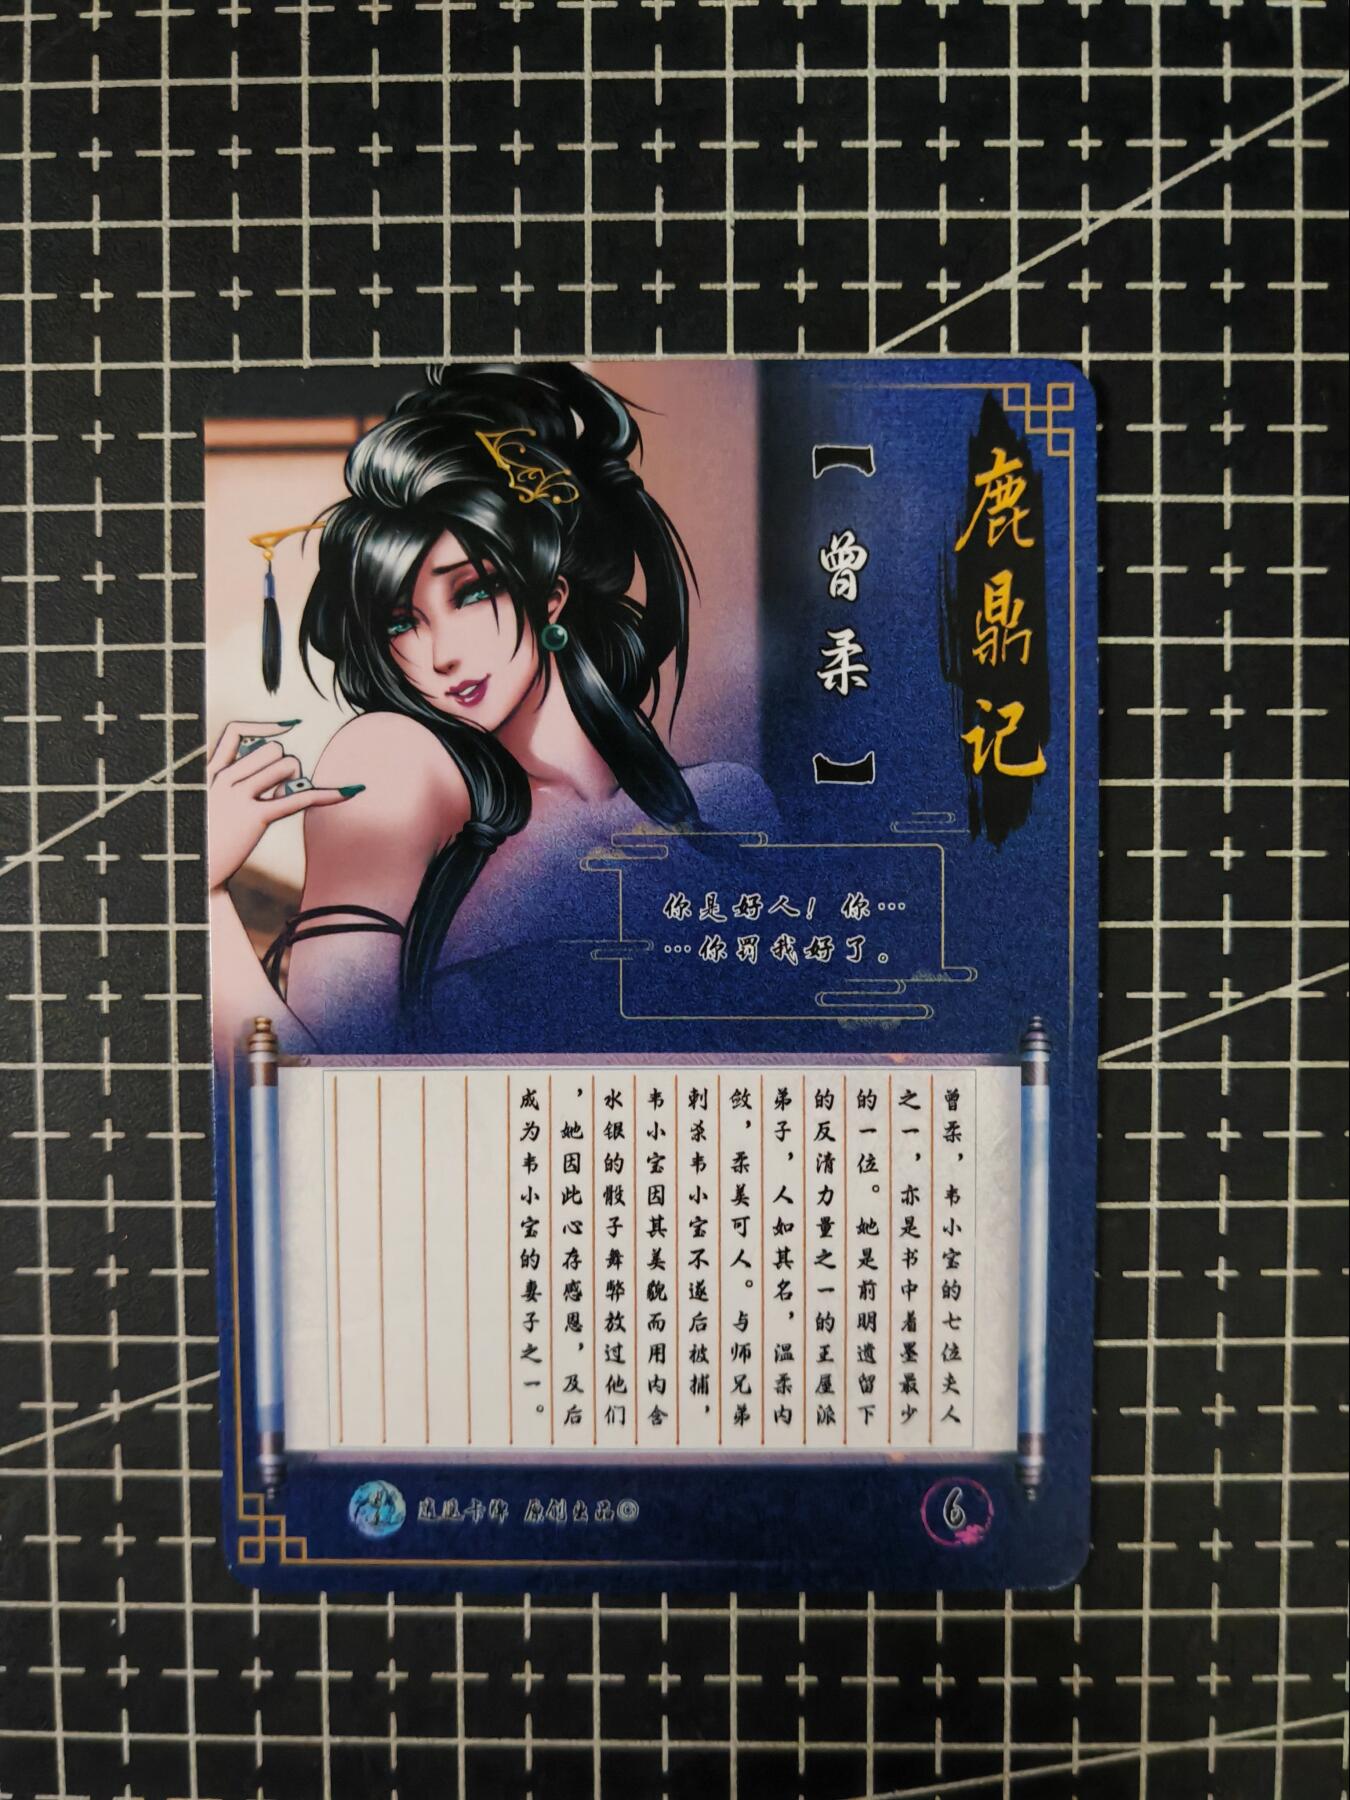 鹿鼎记
【曾柔】
你是好人！你…
…你罚我好了。
曾柔，韦小宝的七位夫人
之一，亦是书中着墨最少
的一位。她是前明遗留下
的反清力量之一的王屋派
弟子，人如其名，温柔内
敛，柔美可人。与师兄弟
刺杀韦小宝不遂后被捕，
韦小宝因其美貌而用内含
水银的骰子舞弊放过他们
，她因此心存感恩，及后
成为韦小宝的妻子之一。
逍遥卡牌 原创出品©
6